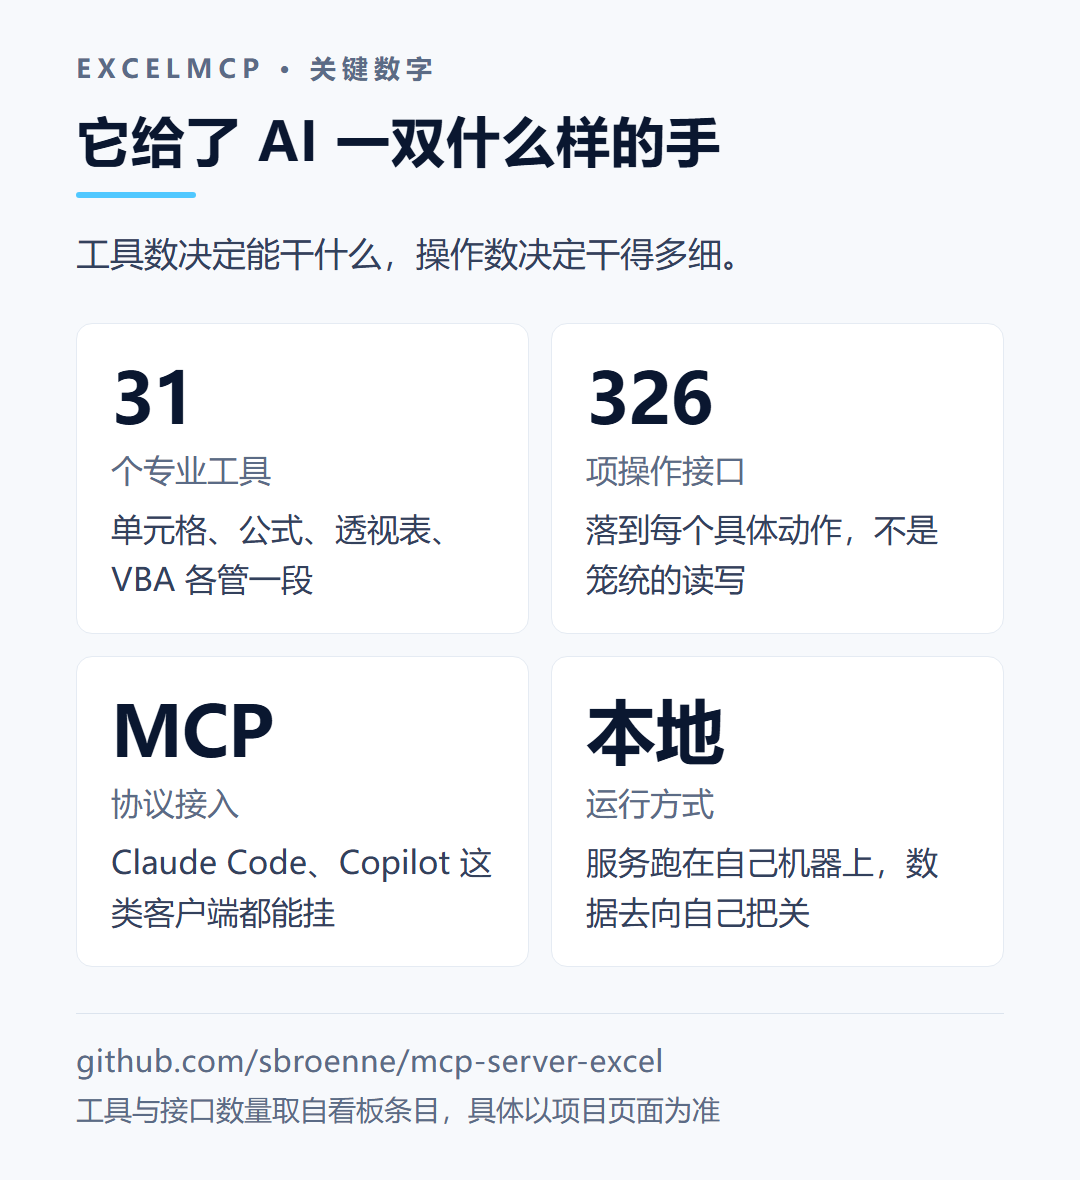 EXCELMCP · 关键数字
它给了 AI 一双什么样的手
工具数决定能干什么，操作数决定干得多细。
31
个专业工具
单元格、公式、透视表、
VBA 各管一段
326
项操作接口
落到每个具体动作，不是
笼统的读写
MCP
协议接入
Claude Code、Copilot 这
类客户端都能挂
本地
运行方式
服务跑在自己机器上，数
据去向自己把关
github.com/sbroenne/mcp-server-excel
工具与接口数量取自看板条目，具体以项目页面为准